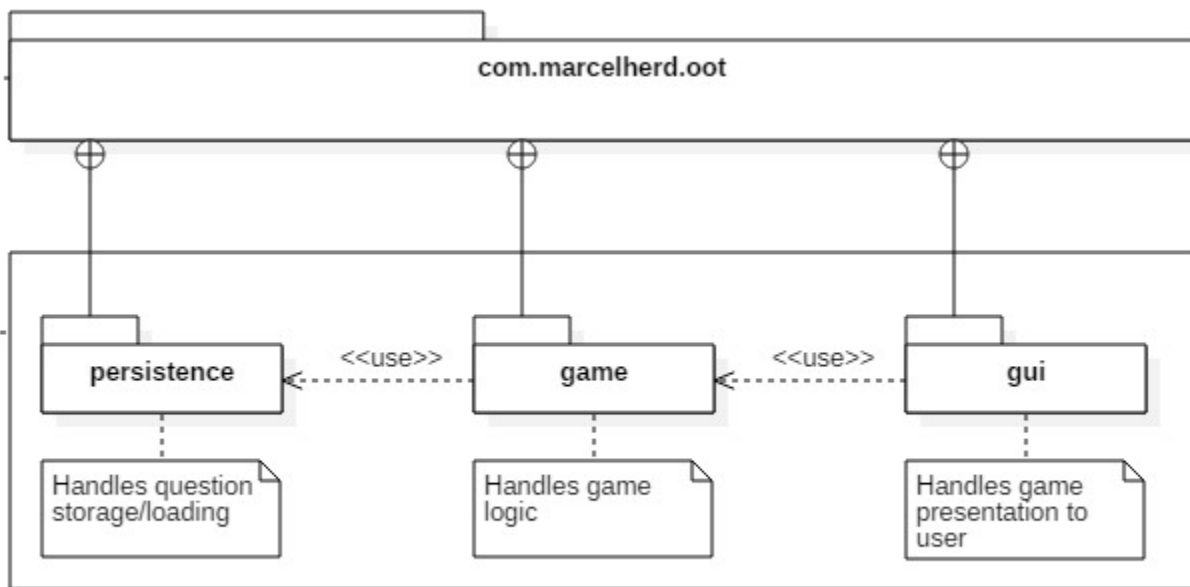 com.marcelherd.oot
<<use>>
<<use>>
persistence
game
gui
Handles question
storage/loading
Handles game
logic
Handles game
presentation to
user